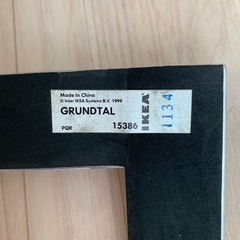 Made in China
© Inter IKEA Systems B.V. 1999
GRUNDTAL
PQR 15386
IKEA
1134